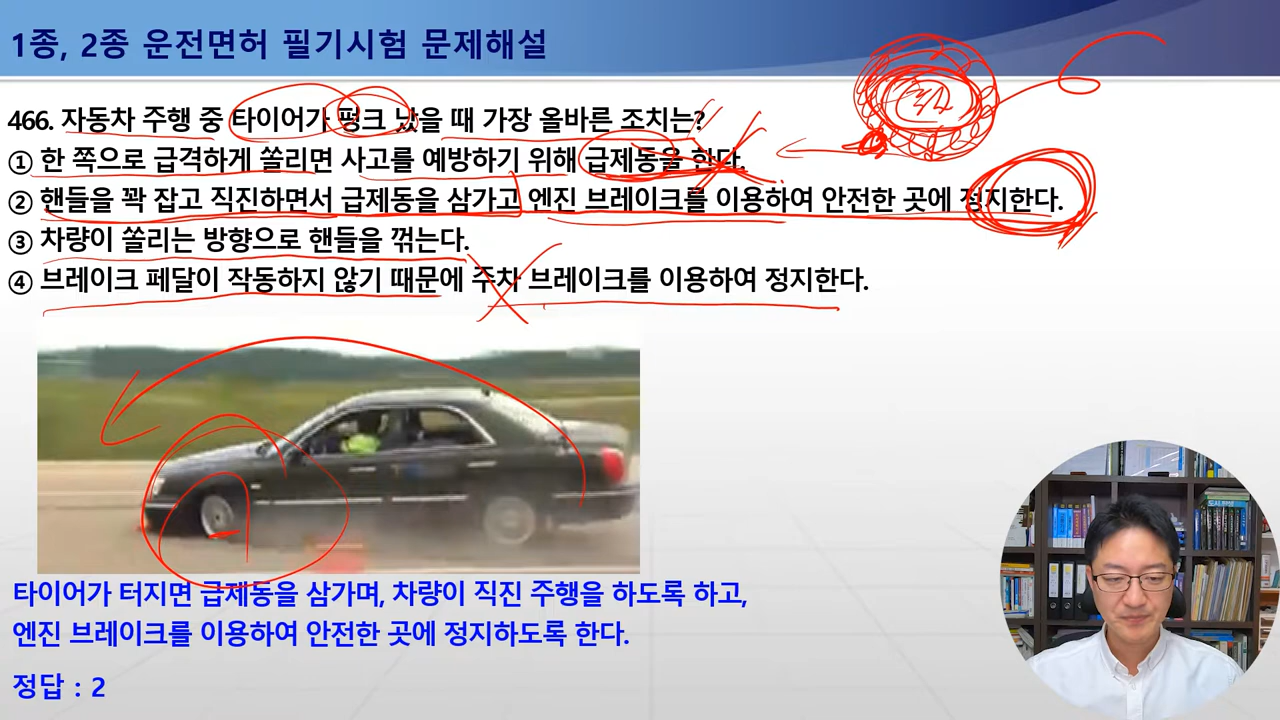 1종, 2종 운전면허 필기시험 문제해설
466. 자동차 주행 중 타이어가 펑크 났을 때 가장 올바른 조치는?
① 한 쪽으로 급격하게 쏠리면 사고를 예방하기 위해 급제동을 한다.
② 핸들을 꽉 잡고 직진하면서 급제동을 삼가고 엔진 브레이크를 이용하여 안전한 곳에 정지한다.
③ 차량이 쏠리는 방향으로 핸들을 꺾는다.
④ 브레이크 페달이 작동하지 않기 때문에 주차 브레이크를 이용하여 정지한다.
타이어가 터지면 급제동을 삼가며, 차량이 직진 주행을 하도록 하고,
엔진 브레이크를 이용하여 안전한 곳에 정지하도록 한다.
정답 : 2